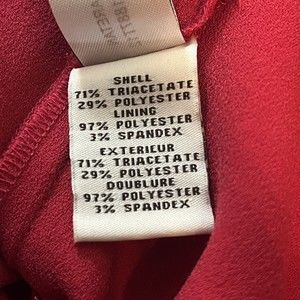 SHELL
71% TRIACETATE
29% POLYESTER
LINING
97% POLYESTER
3% SPANDEX
EXTERIEUR
71% TRIACETATE
29% POLYESTER
DOUBLURE
97% POLYESTER
3% SPANDEX